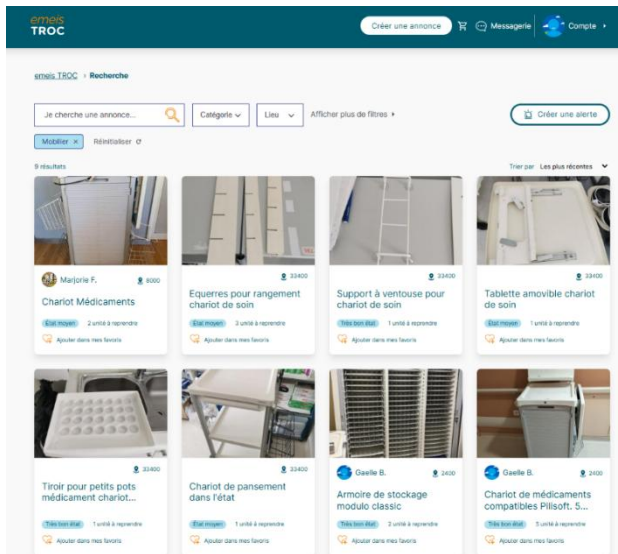 emeis
TROC
Créer une annonce
Messagerie
Compte
emeis TROC › Recherche
Je cherche une annonce...
Catégorie
Lieu
Afficher plus de filtres
Créer une alerte
Mobilier ×
Réinitialiser
9 résultats
Trier par Les plus récentes
Marjorie F. 8000
Chariot Médicaments
État moyen 2 unité à reprendre
Ajouter dans mes favoris
33400
Equerres pour rangement
chariot de soin
État moyen 3 unité à reprendre
Ajouter dans mes favoris
33400
Support à ventouse pour
chariot de soin
Très bon état 1 unité à reprendre
Ajouter dans mes favoris
33400
Tablette amovible chariot
de soin
État moyen 1 unité à reprendre
Ajouter dans mes favoris
33400
Tiroir pour petits pots
médicament chariot...
Très bon état 1 unité à reprendre
Ajouter dans mes favoris
33400
Chariot de pansement
dans l'état
État moyen 1 unité à reprendre
Ajouter dans mes favoris
Gaelle B. 2400
Armoire de stockage
modulo classic
Très bon état 2 unité à reprendre
Ajouter dans mes favoris
Gaelle B. 2400
Chariot de médicaments
compatibles Pilisoft. 5...
Très bon état 3 unité à reprendre
Ajouter dans mes favoris